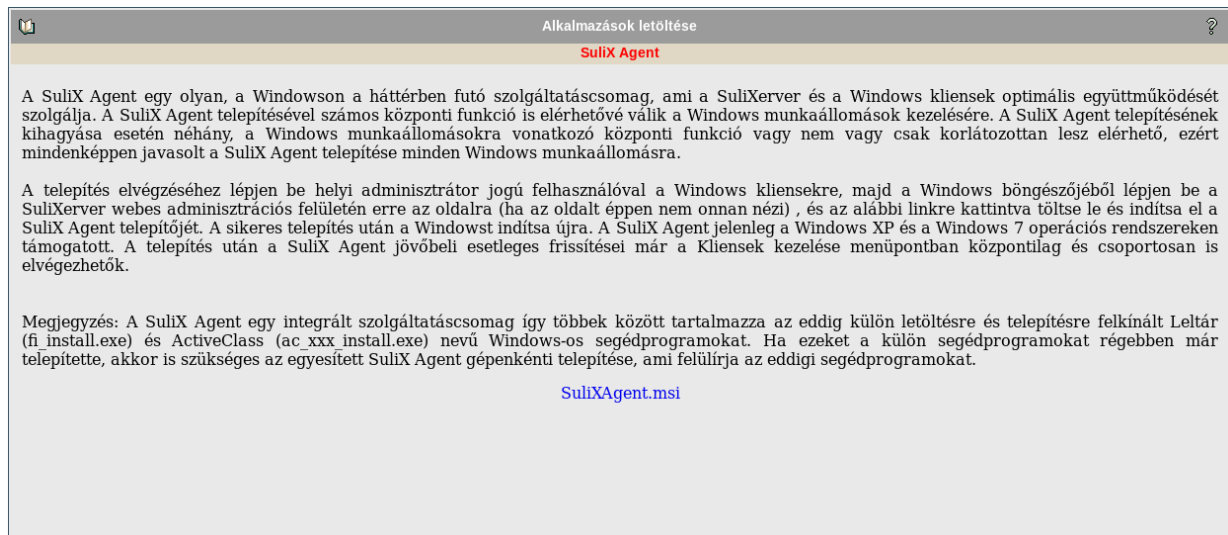 Alkalmazások letöltése
SuliX Agent
A SuliX Agent egy olyan, a Windowson a háttérben futó szolgáltatáscsomag, ami a SuliXerver és a Windows kliensek optimális együttműködését
szolgálja. A SuliX Agent telepítésével számos központi funkció is elérhetővé válik a Windows munkaállomások kezelésére. A SuliX Agent telepítésének
kihagyása esetén néhány, a Windows munkaállomásokra vonatkozó központi funkció vagy nem vagy csak korlátozottan lesz elérhető, ezért
mindenképpen javasolt a SuliX Agent telepítése minden Windows munkaállomásra.
A telepítés elvégzéséhez lépjen be helyi adminisztrátor jogú felhasználóval a Windows kliensekre, majd a Windows böngészőjéből lépjen be a
SuliXerver webes adminisztrációs felületén erre az oldalra (ha az oldalt éppen nem onnan nézi) , és az alábbi linkre kattintva töltse le és indítsa el a
SuliX Agent telepítőjét. A sikeres telepítés után a Windowst indítsa újra. A SuliX Agent jelenleg a Windows XP és a Windows 7 operációs rendszereken
támogatott. A telepítés után a SuliX Agent jövőbeli esetleges frissítései már a Kliensek kezelése menüpontban központilag és csoportosan is
elvégezhetők.
Megjegyzés: A SuliX Agent egy integrált szolgáltatáscsomag így többek között tartalmazza az eddig külön letöltésre és telepítésre felkínált Leltár
(fi_install.exe) és ActiveClass (ac_xxx_install.exe) nevű Windows-os segédprogramokat. Ha ezeket a külön segédprogramokat régebben már
telepítette, akkor is szükséges az egyesített SuliX Agent gépenkénti telepítése, ami felülírja az eddigi segédprogramokat.
SuliXAgent.msi